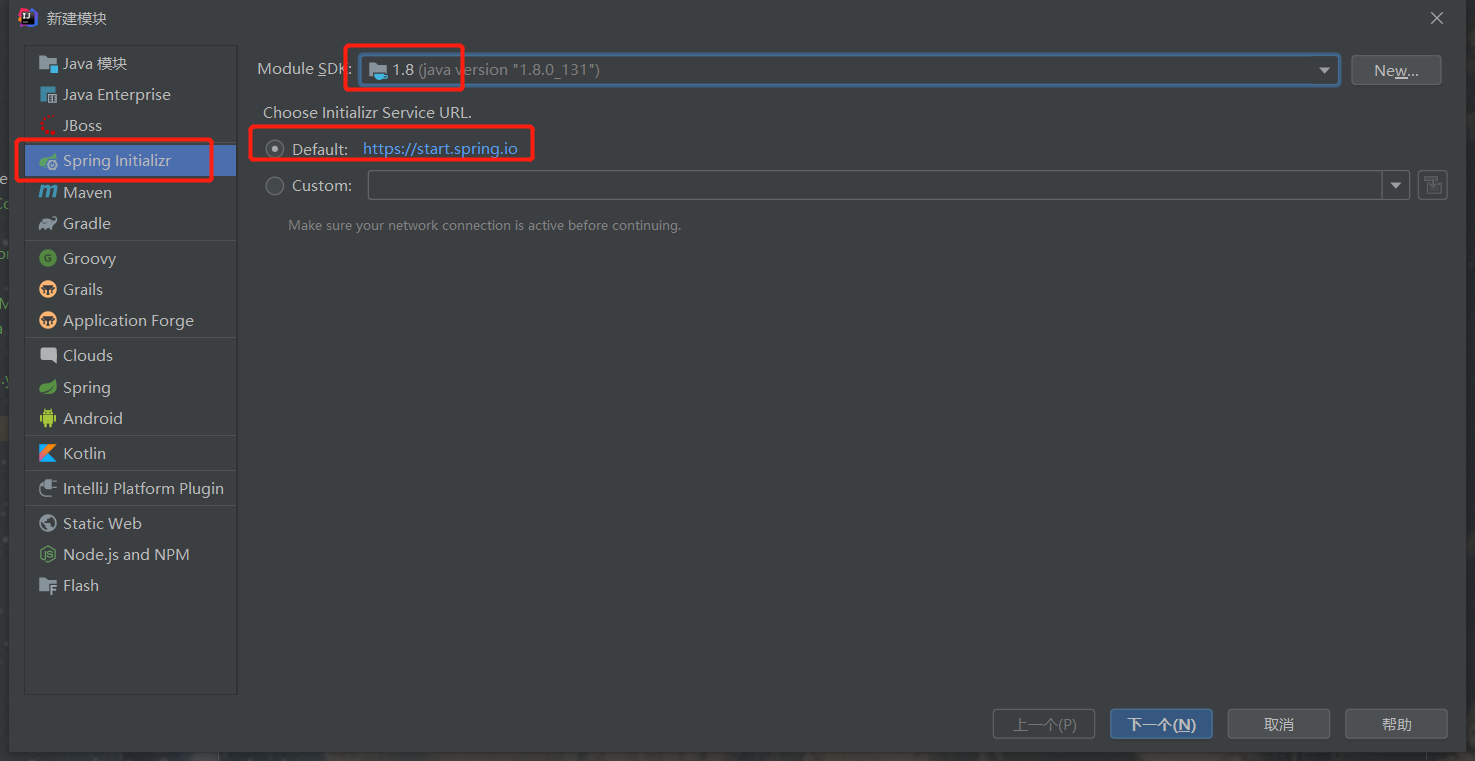 新建模块
Java 模块
Java Enterprise
JBoss
Spring Initializr
Maven
Gradle
Groovy
Grails
Application Forge
Clouds
Spring
Android
Kotlin
IntelliJ Platform Plugin
Static Web
Node.js and NPM
Flash
Module SDK: 1.8 (java version "1.8.0_131") New...
Choose Initializr Service URL.
Default: https://start.spring.io
Custom:
Make sure your network connection is active before continuing.
上一个(P) 下一个(N) 取消 帮助